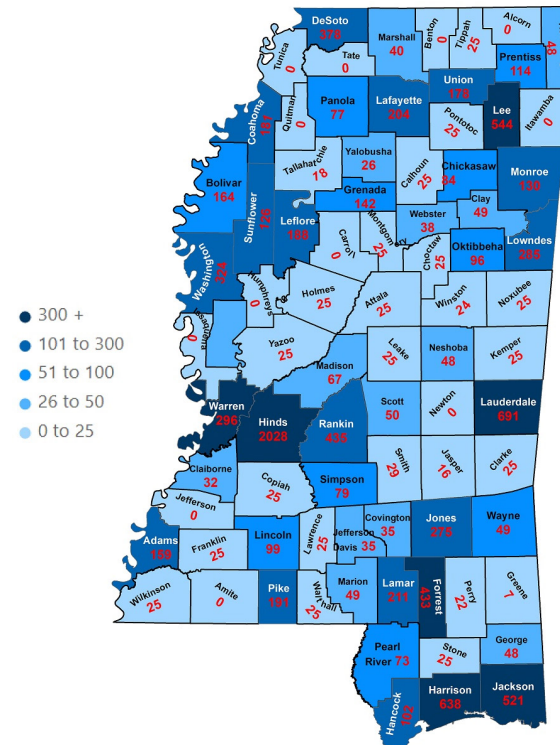 DeSoto
378
Marshall
40
Benton
0
Tippah
25
Alcorn
0
48
Tunica
0
Tate
0
Prentiss
114
Union
178
Panola
77
Lafayette
204
Lee
544
Itawamba
0
Coahoma
Quitman
0
Pontotoc
25
Yalobusha
26
Tallahatchie
18
Calhoun
25
Chickasaw
84
Monroe
130
Bolivar
164
Sunflower
Grenada
142
Leflore
Clay
49
Webster
38
Montgomery
25
Carroll
0
Choctaw
25
Oktibbeha
96
Lowndes
285
Washington
324
Humphreys
0
Holmes
25
Attala
25
Winston
24
Noxubee
25
0
Yazoo
25
Leake
25
Neshoba
48
Kemper
25
300 +
101 to 300
51 to 100
26 to 50
0 to 25
Madison
67
Warren
296
Hinds
2028
Rankin
435
Scott
50
Newton
0
Lauderdale
691
Claiborne
32
Copiah
25
Simpson
79
Smith
29
Jasper
16
Clarke
25
Jefferson
0
Adams
169
Franklin
25
Lincoln
99
Lawrence
25
Jefferson
Davis 35
Covington
35
Jones
275
Wayne
49
Wilkinson
25
Amite
0
Pike
191
Walthall
25
Marion
49
Lamar
211
Forrest
433
Perry
22
Greene
7
Pearl
River 73
Stone
25
George
48
Hancock
102
Harrison
638
Jackson
521